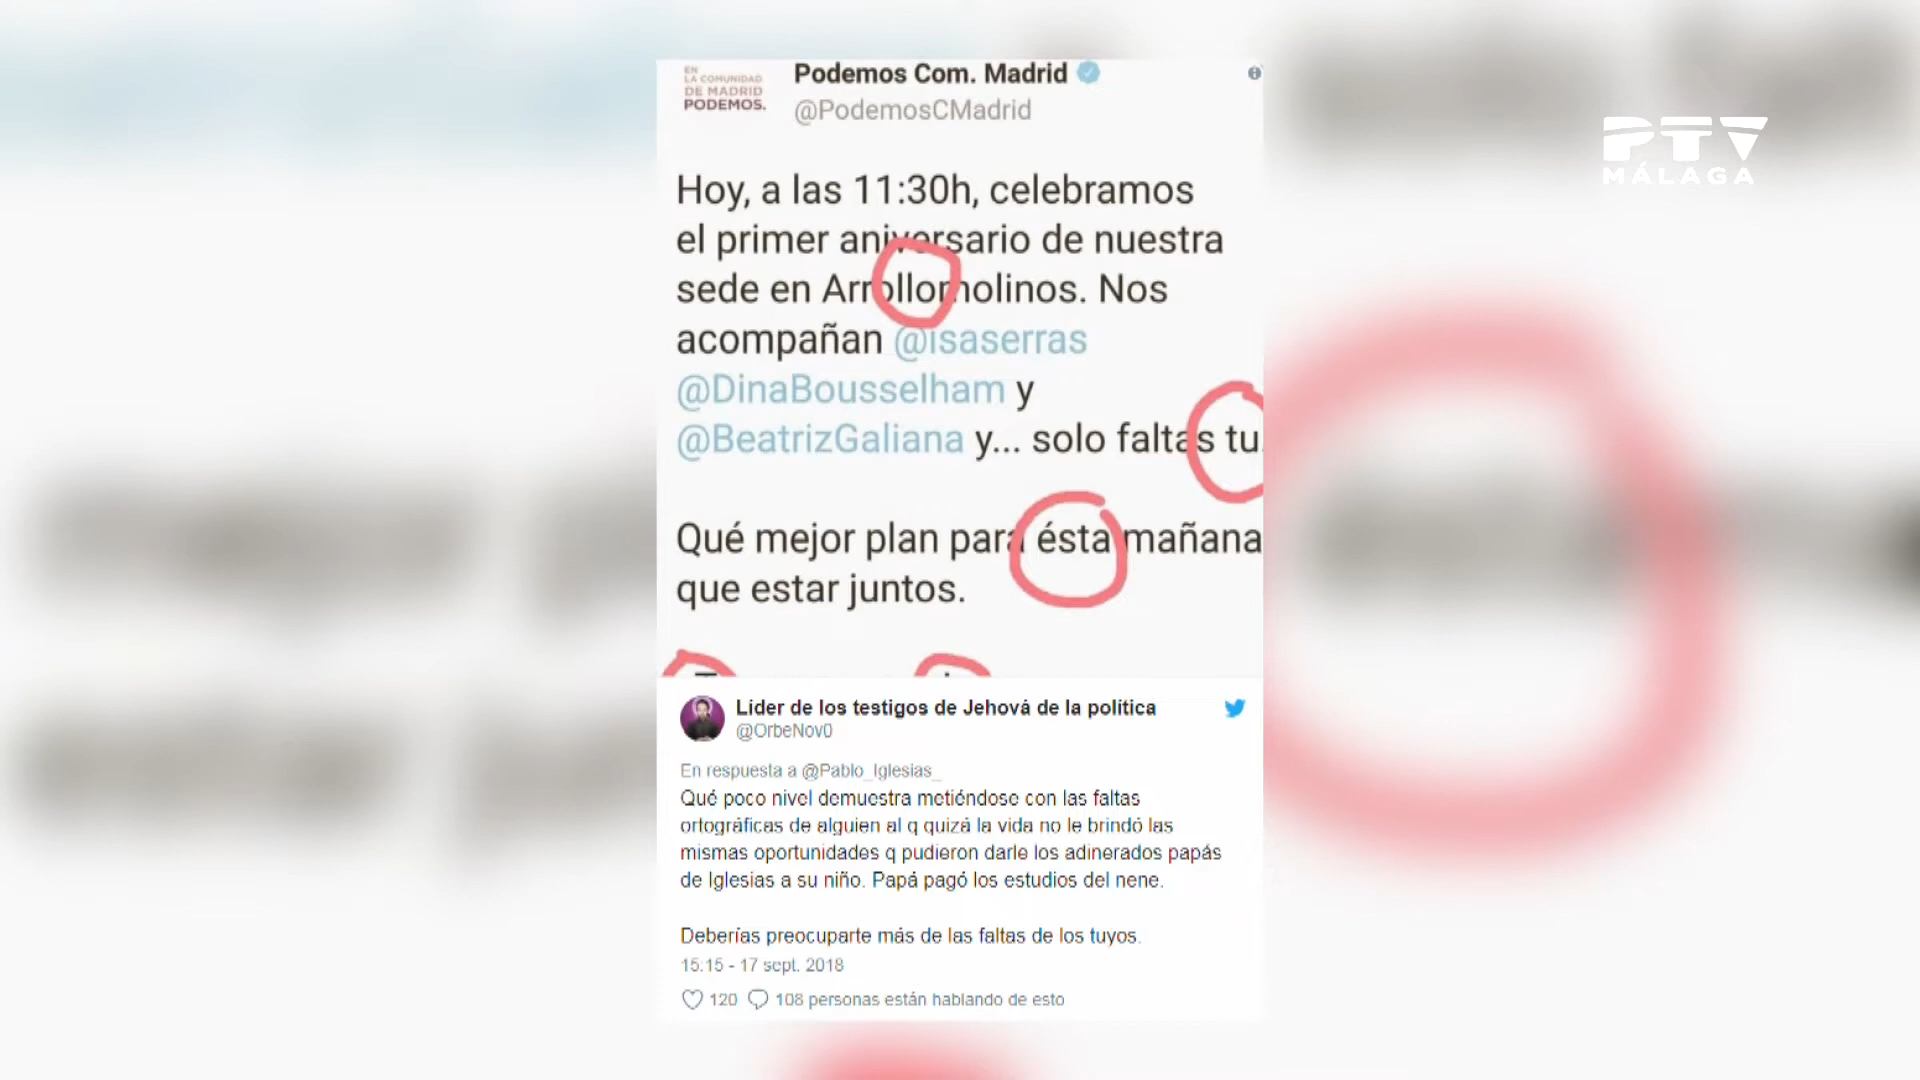 EN
LA COMUNIDAD
DE MADRID
PODEMOS.
Podemos Com. Madrid
@PodemosCMadrid
PTV
MÁLAGA
Hoy, a las 11:30h, celebramos
el primer aniversario de nuestra
sede en Arrollomolinos. Nos
acompañan @isaserras
@DinaBousselham y
@BeatrizGaliana y... solo faltas tu.
Qué mejor plan para ésta mañana
que estar juntos.
Lider de los testigos de Jehová de la politica
@OrbeNov0
En respuesta a @Pablo_Iglesias_
Qué poco nivel demuestra metiéndose con las faltas
ortográficas de alguien al q quizá la vida no le brindó las
mismas oportunidades q pudieron darle los adinerados papás
de Iglesias a su niño. Papá pagó los estudios del nene.
Deberías preocuparte más de las faltas de los tuyos.
15:15 - 17 sept. 2018
120 108 personas están hablando de esto